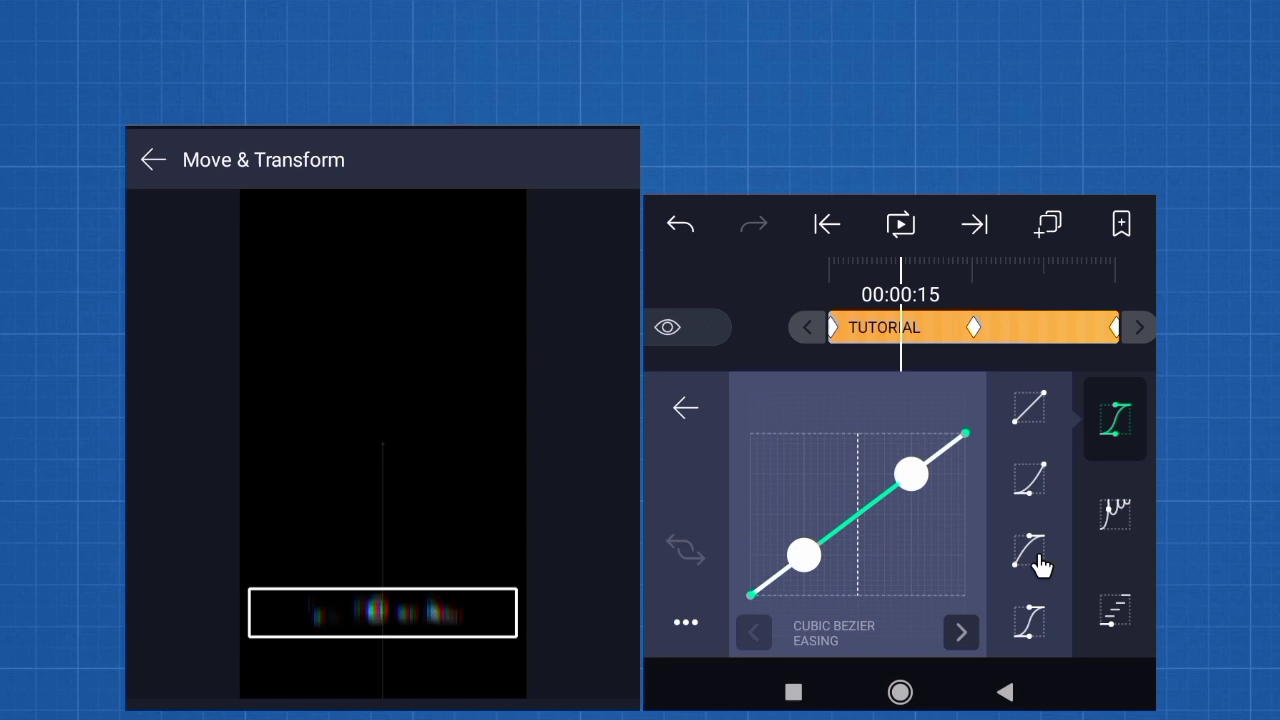 Move & Transform
00:00:15
TUTORIAL
CUBIC BEZIER
EASING